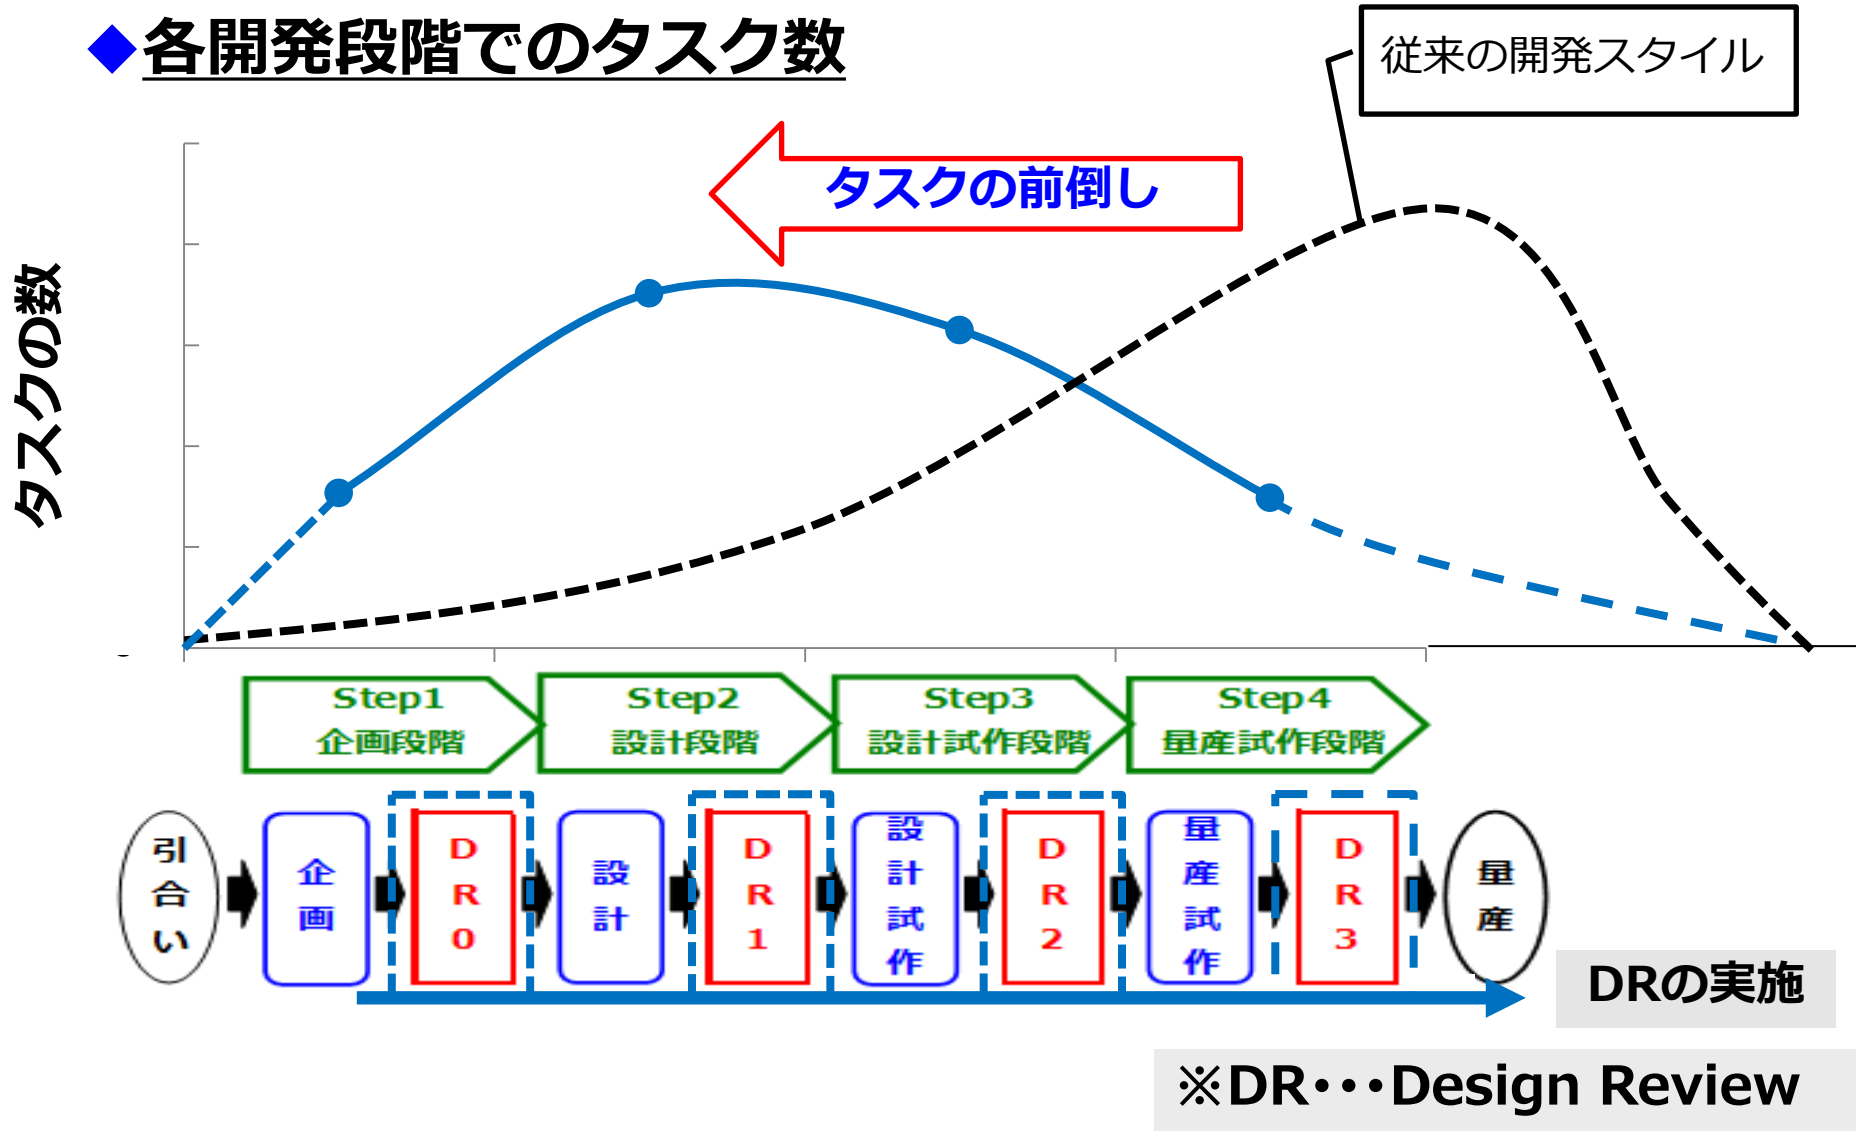 ◆各開発段階でのタスク数
従来の開発スタイル
タスクの前倒し
タスクの数
Step1
企画段階
Step2
設計段階
Step3
設計試作段階
Step4
量産試作段階
引合い
企画
DR0
設計
DR1
設計試作
DR2
量産試作
DR3
量産
DRの実施
※DR・・・Design Review